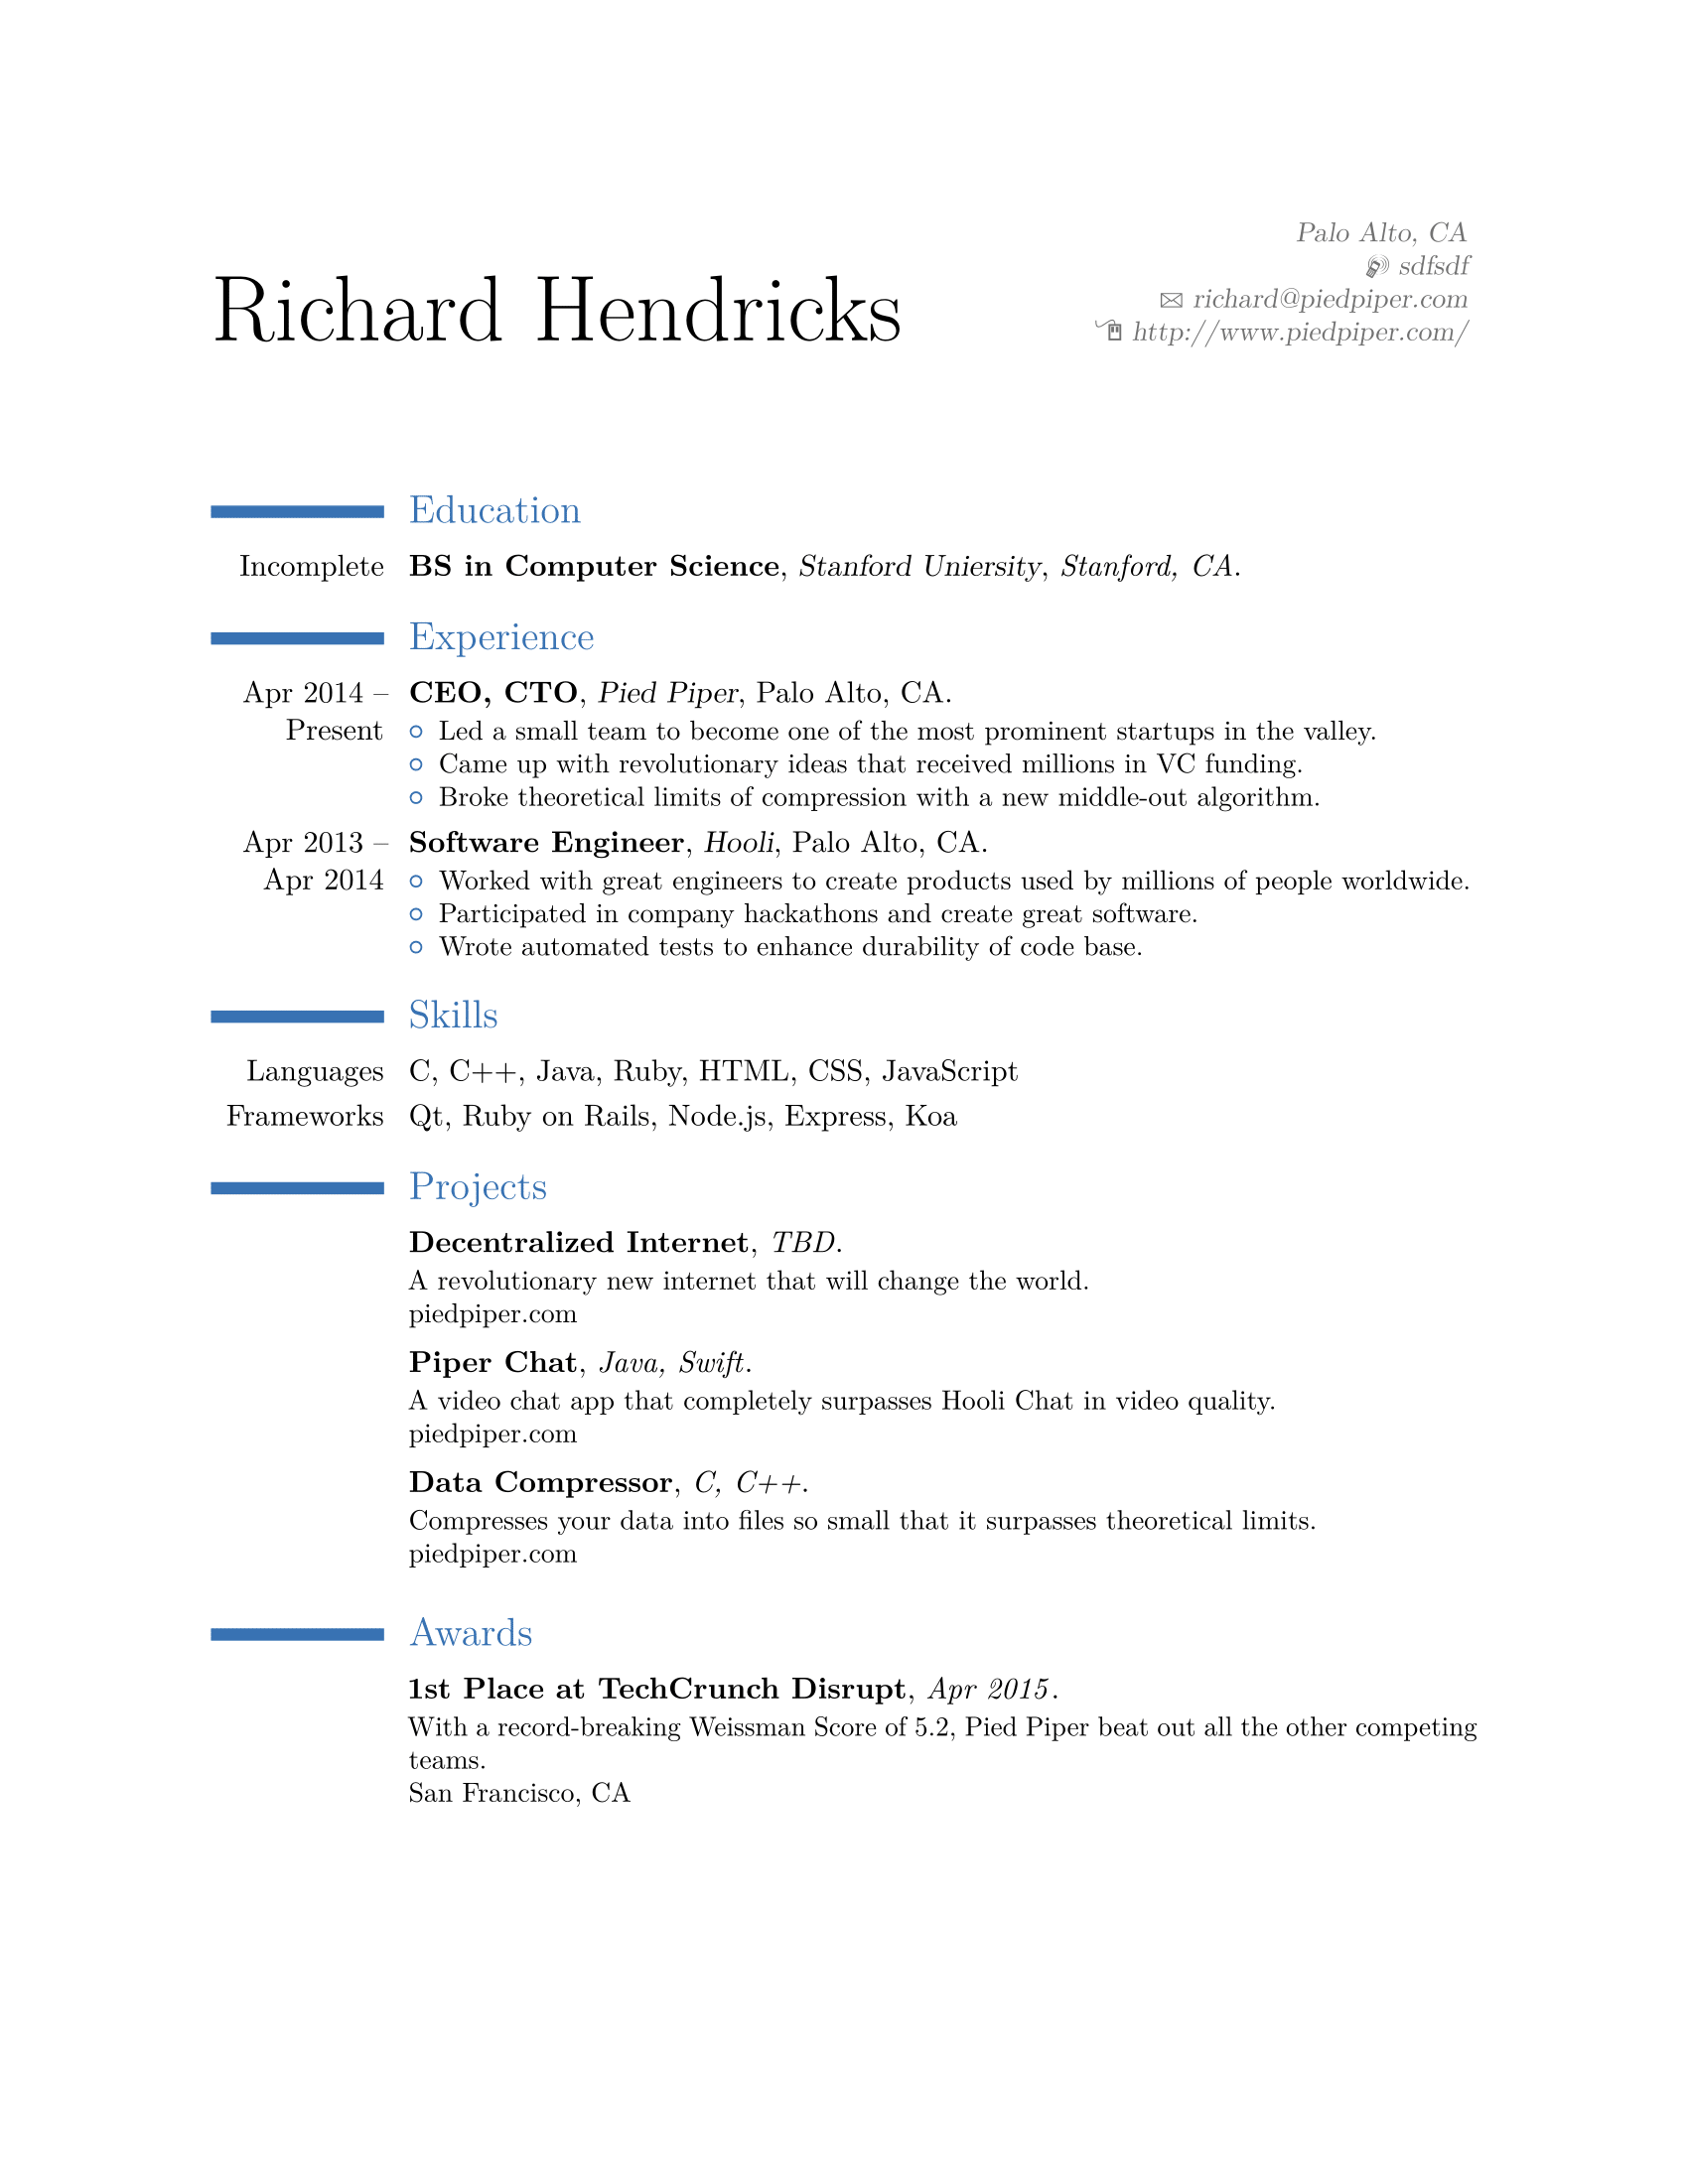 Richard Hendricks
Palo Alto, CA
sdfsdf
richard@piedpiper.com
http://www.piedpiper.com/
Education
Incomplete BS in Computer Science, Stanford Uniersity, Stanford, CA.
Experience
Apr 2014 – CEO, CTO, Pied Piper, Palo Alto, CA.
Present Led a small team to become one of the most prominent startups in the valley.
Came up with revolutionary ideas that received millions in VC funding.
Broke theoretical limits of compression with a new middle-out algorithm.
Apr 2013 – Software Engineer, Hooli, Palo Alto, CA.
Apr 2014 Worked with great engineers to create products used by millions of people worldwide.
Participated in company hackathons and create great software.
Wrote automated tests to enhance durability of code base.
Skills
Languages C, C++, Java, Ruby, HTML, CSS, JavaScript
Frameworks Qt, Ruby on Rails, Node.js, Express, Koa
Projects
Decentralized Internet, TBD.
A revolutionary new internet that will change the world.
piedpiper.com
Piper Chat, Java, Swift.
A video chat app that completely surpasses Hooli Chat in video quality.
piedpiper.com
Data Compressor, C, C++.
Compresses your data into files so small that it surpasses theoretical limits.
piedpiper.com
Awards
1st Place at TechCrunch Disrupt, Apr 2015.
With a record-breaking Weissman Score of 5.2, Pied Piper beat out all the other competing
teams.
San Francisco, CA